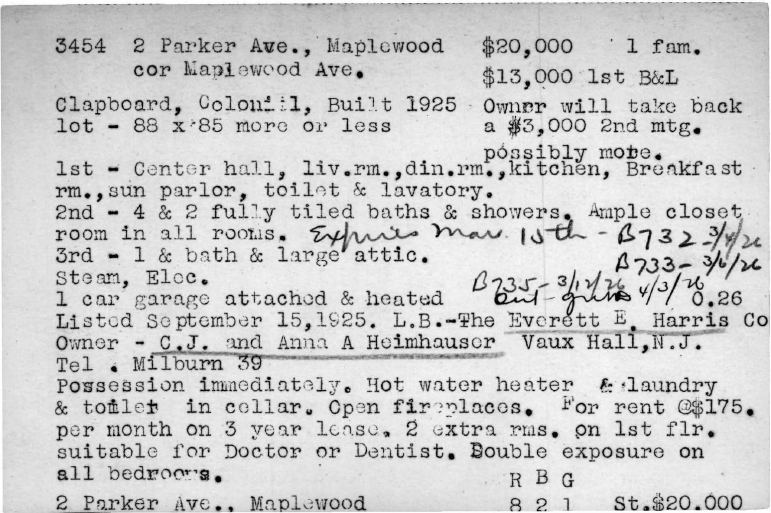 3454 2 Parker Ave., Maplewood $20,000 1 fam.
cor Maplewood Ave. $13,000 1st B&L
Clapboard, Colonial, Built 1925 Owner will take back
lot - 88 x 85 more or less a $3,000 2nd mtg.
possibly more.
1st - Center hall, liv.rm.,din.rm.,kitchen, Breakfast
rm.,sun parlor, toilet & lavatory.
2nd - 4 & 2 fully tiled baths & showers. Ample closet
room in all rooms. Expires Mar. 15th - B732 - 3/4/26
3rd - 1 & bath & large attic. B733 - 3/6/26
Steam, Elec. B735 - 3/12/26
1 car garage attached & heated 4/3/26 0.26
Listed September 15,1925. L.B.-The Everett E. Harris Co
Owner - C.J. and Anna A Heimhauser Vaux Hall,N.J.
Tel . Milburn 39
Possession immediately. Hot water heater & laundry
& toilet in cellar. Open fireplaces. For rent @$175.
per month on 3 year lease. 2 extra rms. on 1st flr.
suitable for Doctor or Dentist. Double exposure on
all bedrooms. R B G
2 Parker Ave., Maplewood 8 2 1 St.$20.000